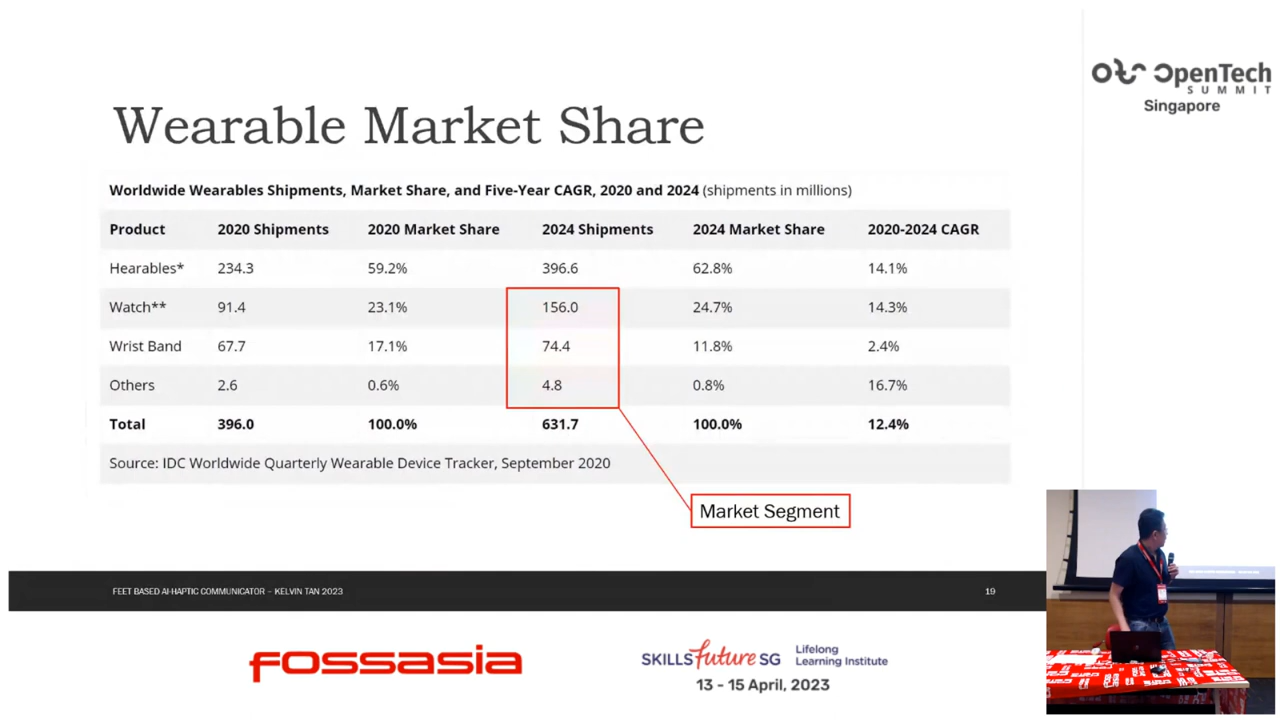 OpenTech
SUMMIT
Singapore
Wearable Market Share
Worldwide Wearables Shipments, Market Share, and Five-Year CAGR, 2020 and 2024 (shipments in millions)
Product 2020 Shipments 2020 Market Share 2024 Shipments 2024 Market Share 2020-2024 CAGR
Hearables* 234.3 59.2% 396.6 62.8% 14.1%
Watch** 91.4 23.1% 156.0 24.7% 14.3%
Wrist Band 67.7 17.1% 74.4 11.8% 2.4%
Others 2.6 0.6% 4.8 0.8% 16.7%
Total 396.0 100.0% 631.7 100.0% 12.4%
Source: IDC Worldwide Quarterly Wearable Device Tracker, September 2020
Market Segment
FEET BASED AI-HAPTIC COMMUNICATOR – KELVIN TAN 2023 19
fossasia
SKILLS future SG Lifelong
Learning Institute
13 - 15 April, 2023